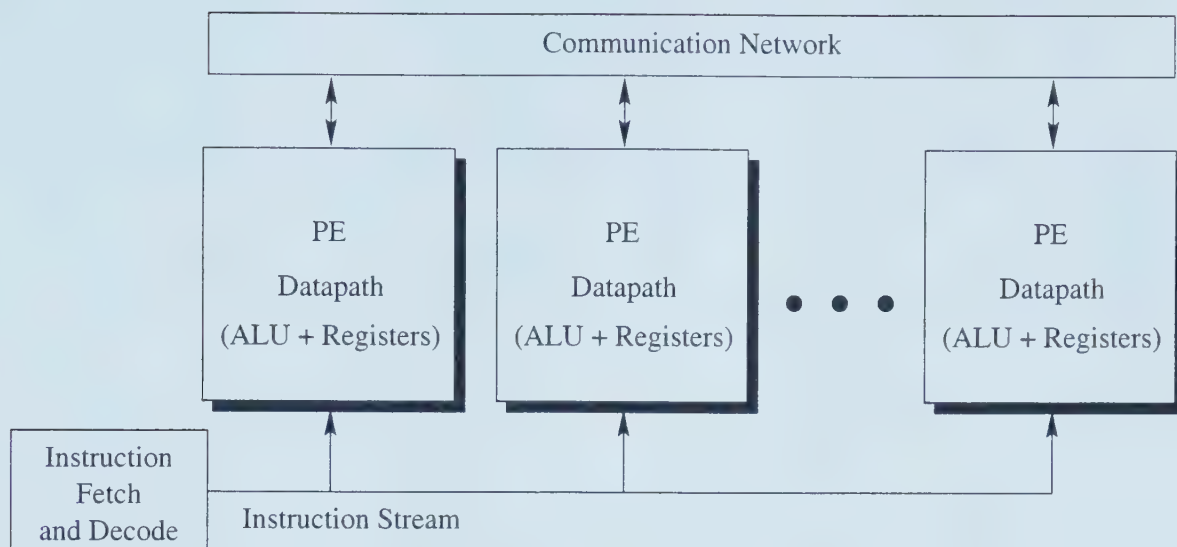 Communication Network
PE
Datapath
(ALU + Registers)
PE
Datapath
(ALU + Registers)
PE
Datapath
(ALU + Registers)
Instruction
Fetch
and Decode
Instruction Stream